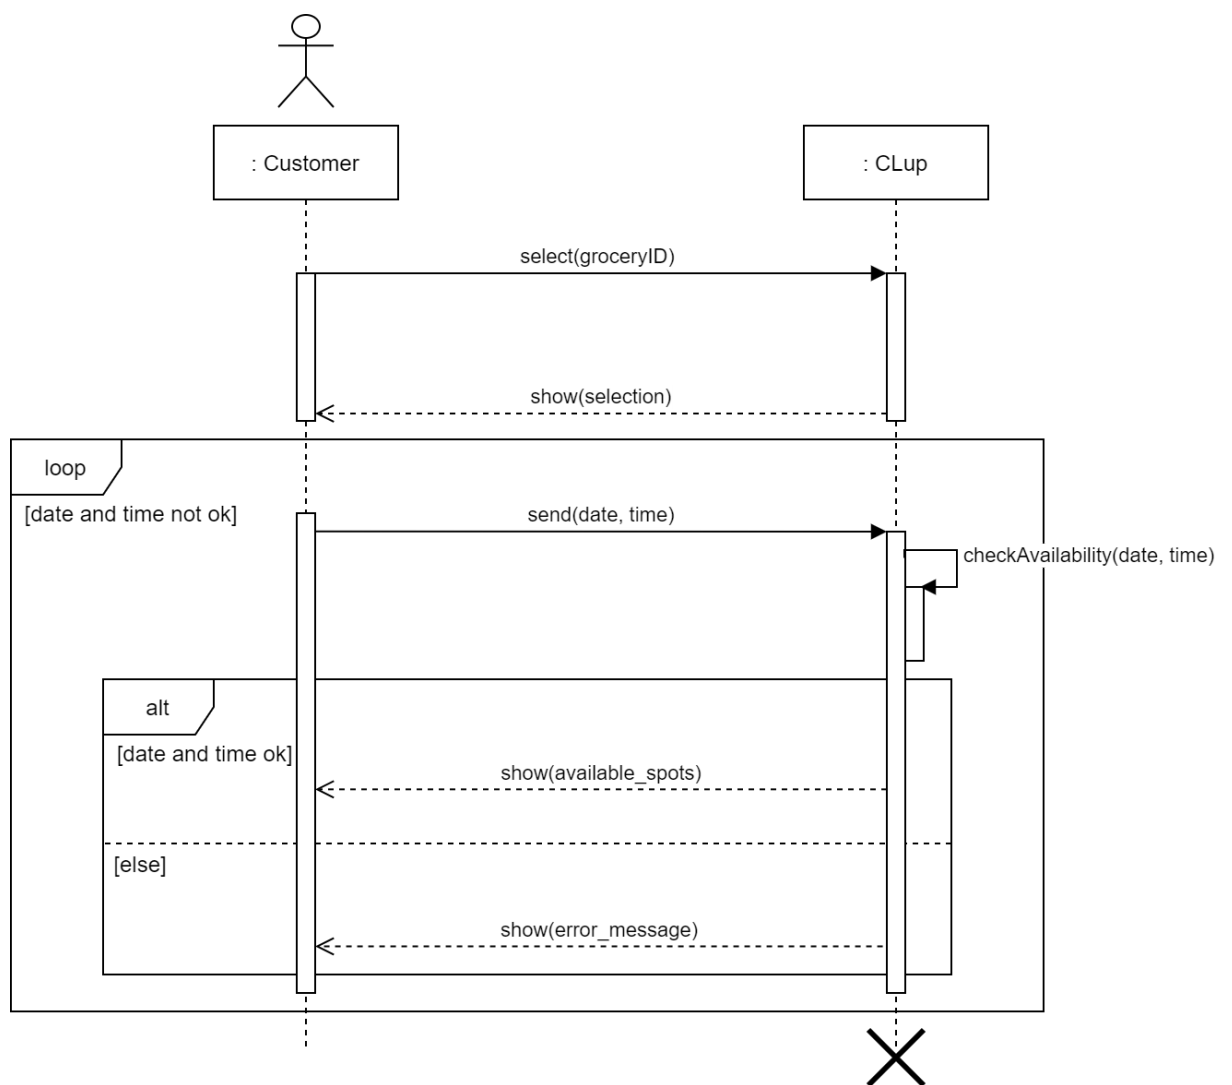 : Customer
: CLup
select(groceryID)
show(selection)
loop
[date and time not ok]
send(date, time)
checkAvailability(date, time)
alt
[date and time ok]
show(available_spots)
[else]
show(error_message)